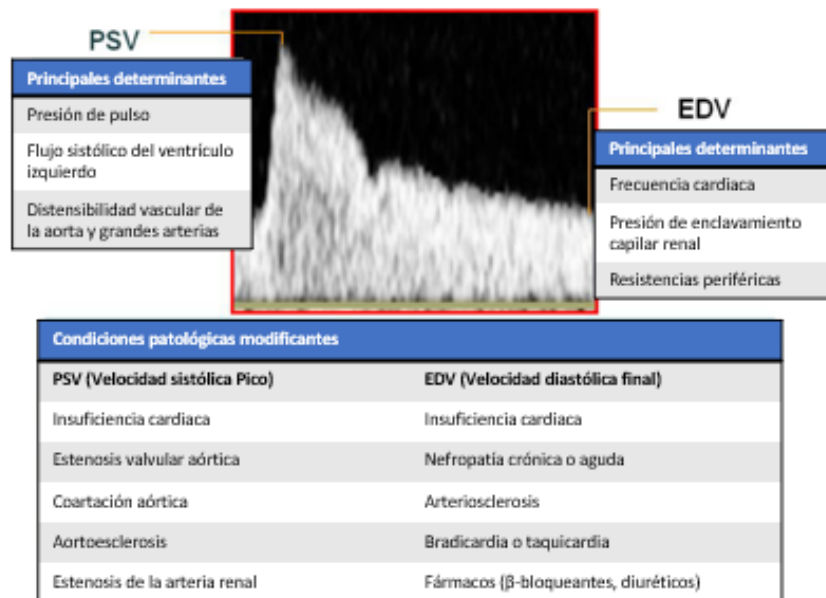 PSV
Principales determinantes
Presión de pulso
Flujo sistólico del ventrículo
izquierdo
Distensibilidad vascular de
la aorta y grandes arterias
EDV
Principales determinantes
Frecuencia cardiaca
Presión de enclavamiento
capilar renal
Resistencias periféricas
Condiciones patológicas modificantes
PSV (Velocidad sistólica Pico) EDV (Velocidad diastólica final)
Insuficiencia cardiaca Insuficiencia cardiaca
Estenosis valvular aórtica Nefropatía crónica o aguda
Coartación aórtica Arteriosclerosis
Aortoesclerosis Bradicardia o taquicardia
Estenosis de la arteria renal Fármacos (β-bloqueantes, diuréticos)